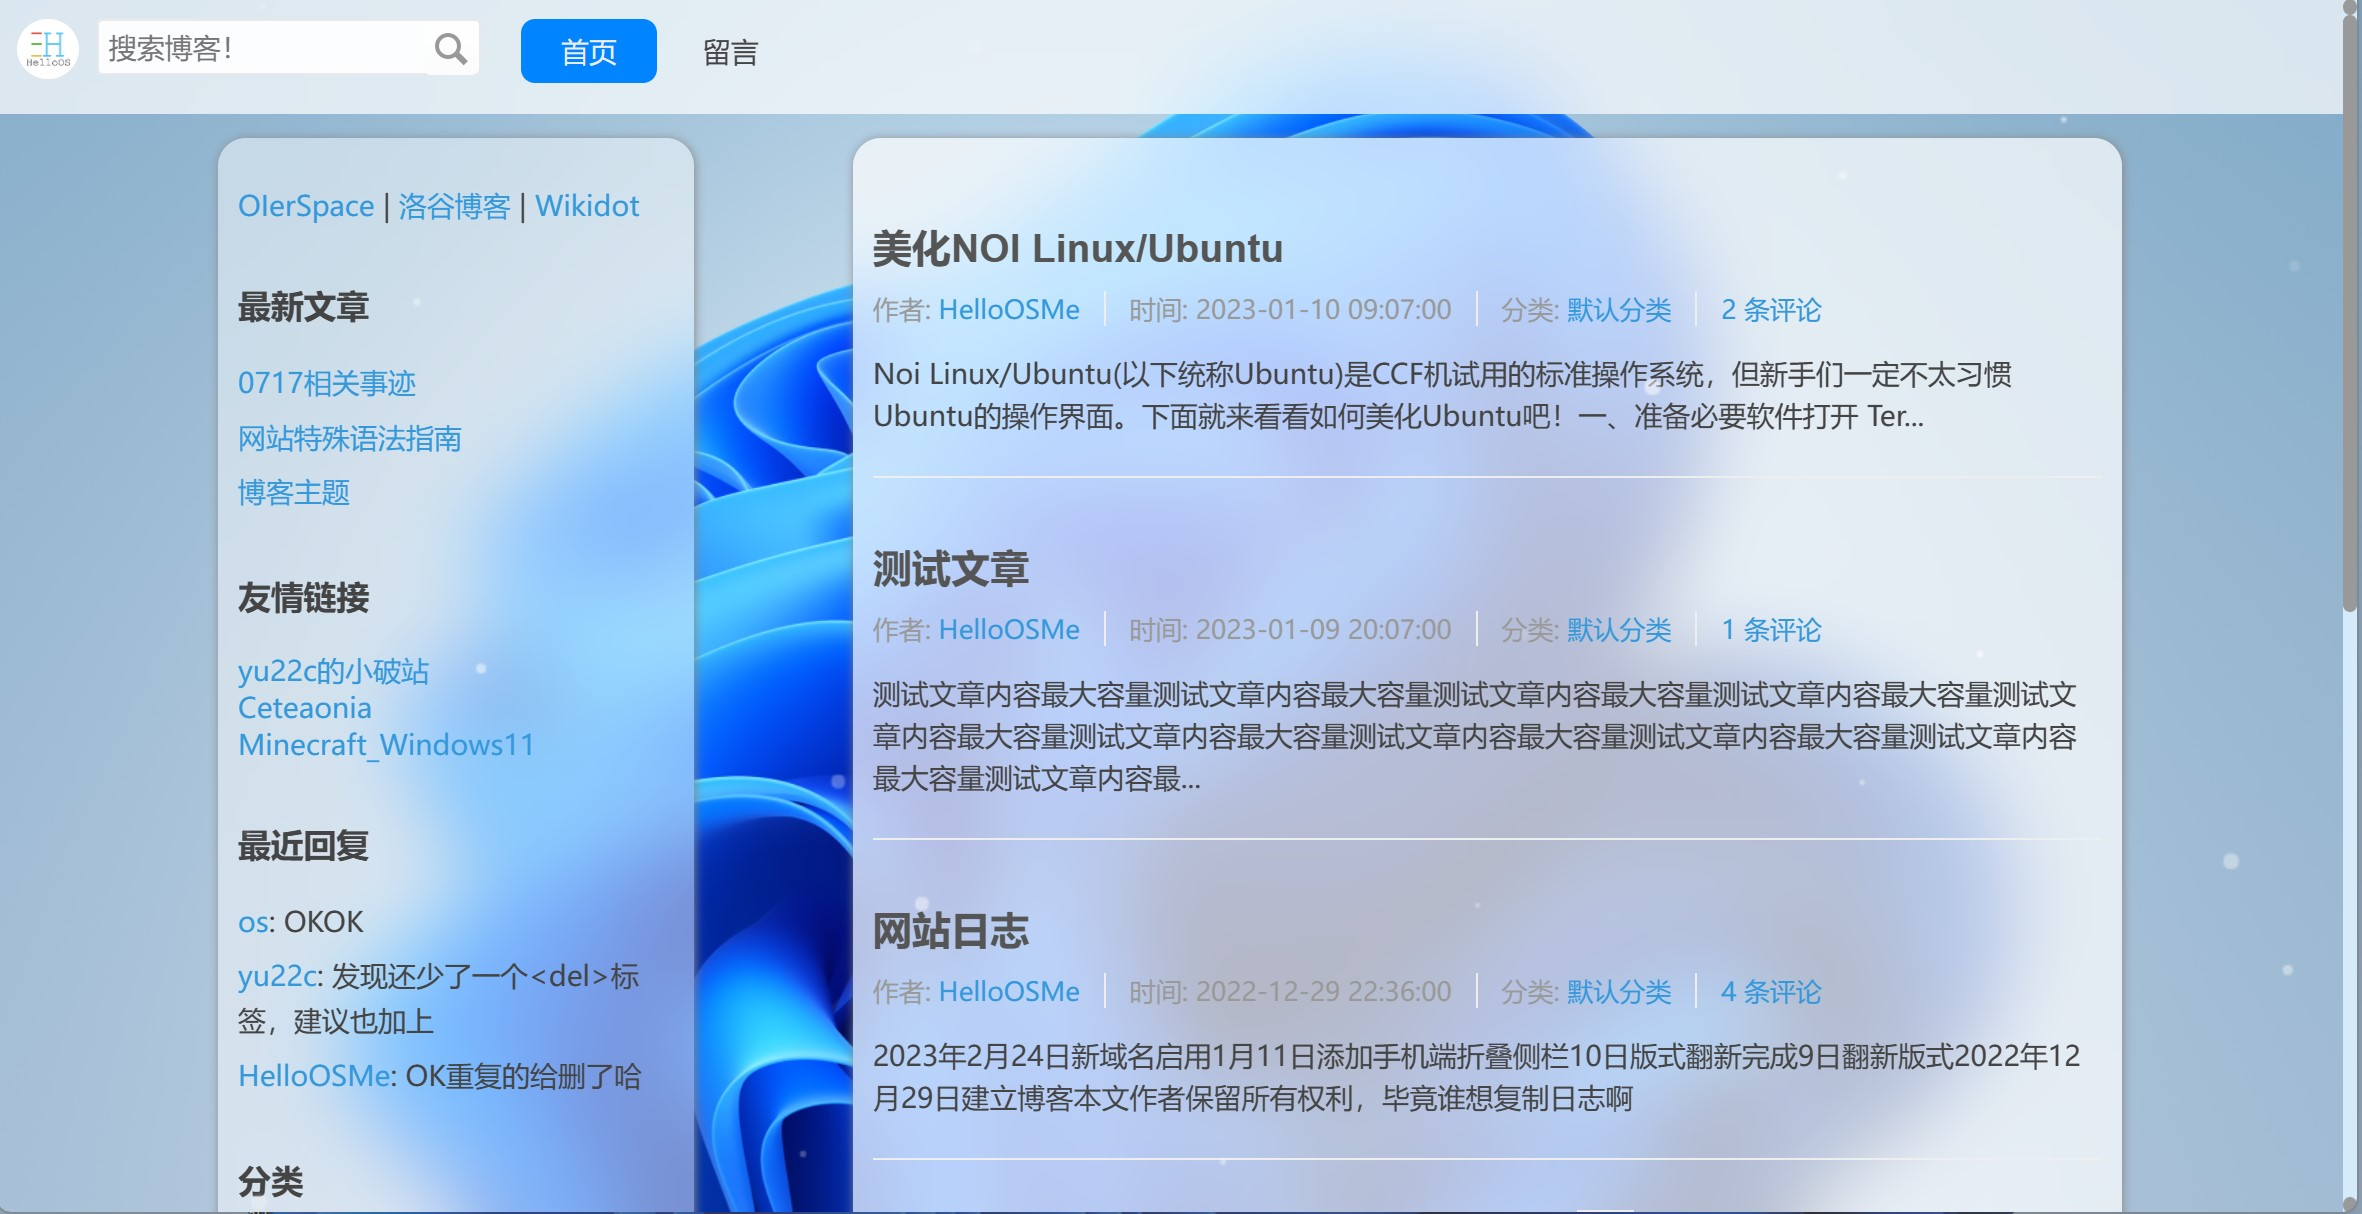 EH
HelloOS
搜索博客！
首页
留言
OIerSpace | 洛谷博客 | Wikidot
最新文章
0717相关事迹
网站特殊语法指南
博客主题
友情链接
yu22c的小破站
Ceteaonia
Minecraft_Windows11
最近回复
os: OKOK
yu22c: 发现还少了一个<del>标
签，建议也加上
HelloOSMe: OK重复的给删了哈
分类
美化NOI Linux/Ubuntu
作者: HelloOSMe 时间: 2023-01-10 09:07:00 分类: 默认分类 2 条评论
Noi Linux/Ubuntu(以下统称Ubuntu)是CCF机试用的标准操作系统，但新手们一定不太习惯
Ubuntu的操作界面。下面就来看看如何美化Ubuntu吧！一、准备必要软件打开 Ter...
测试文章
作者: HelloOSMe 时间: 2023-01-09 20:07:00 分类: 默认分类 1 条评论
测试文章内容最大容量测试文章内容最大容量测试文章内容最大容量测试文章内容最大容量测试文
章内容最大容量测试文章内容最大容量测试文章内容最大容量测试文章内容最大容量测试文章内容
最大容量测试文章内容最...
网站日志
作者: HelloOSMe 时间: 2022-12-29 22:36:00 分类: 默认分类 4 条评论
2023年2月24日新域名启用1月11日添加手机端折叠侧栏10日版式翻新完成9日翻新版式2022年12
月29日建立博客本文作者保留所有权利，毕竟谁想复制日志啊